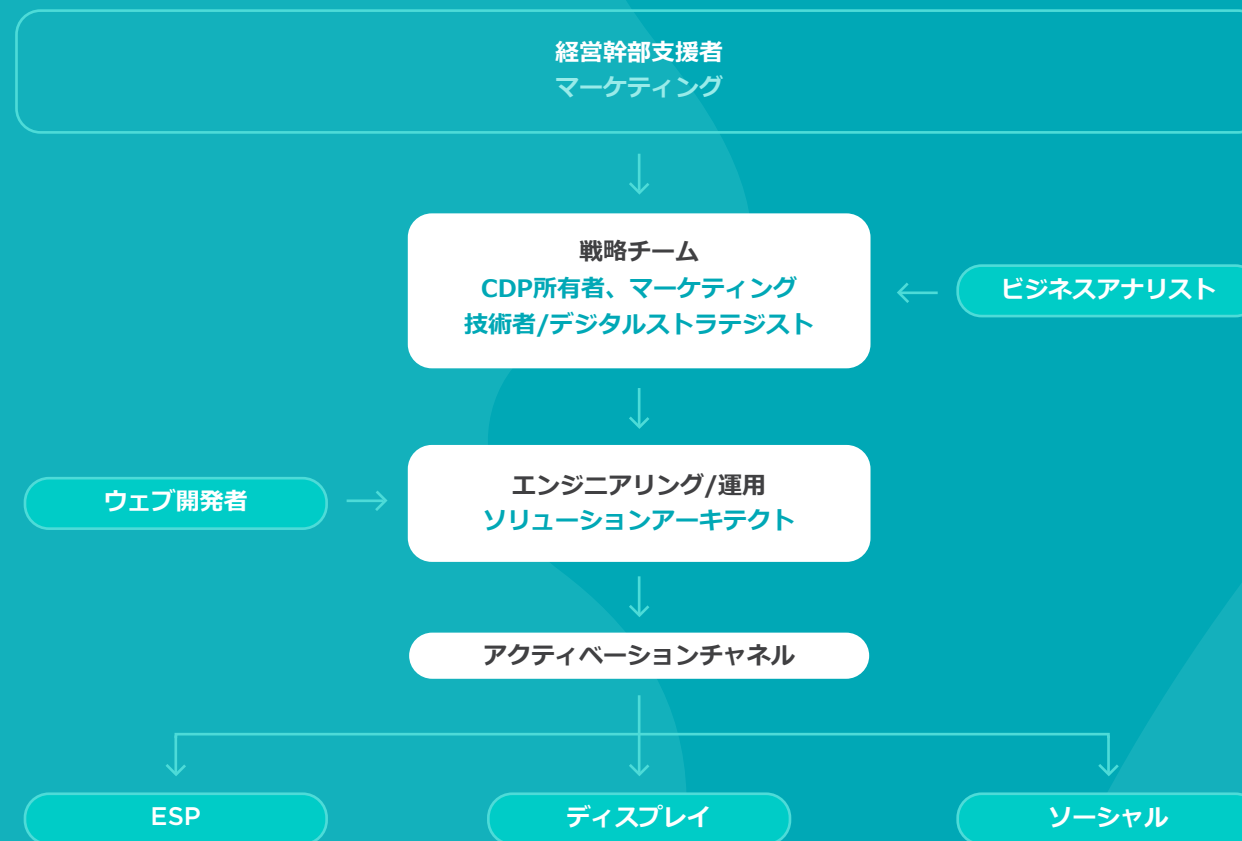 経営幹部支援者
マーケティング
戦略チーム
CDP所有者、マーケティング
技術者/デジタルストラテジスト
ビジネスアナリスト
ウェブ開発者
エンジニアリング/運用
ソリューションアーキテクト
アクティベーションチャネル
ESP
ディスプレイ
ソーシャル